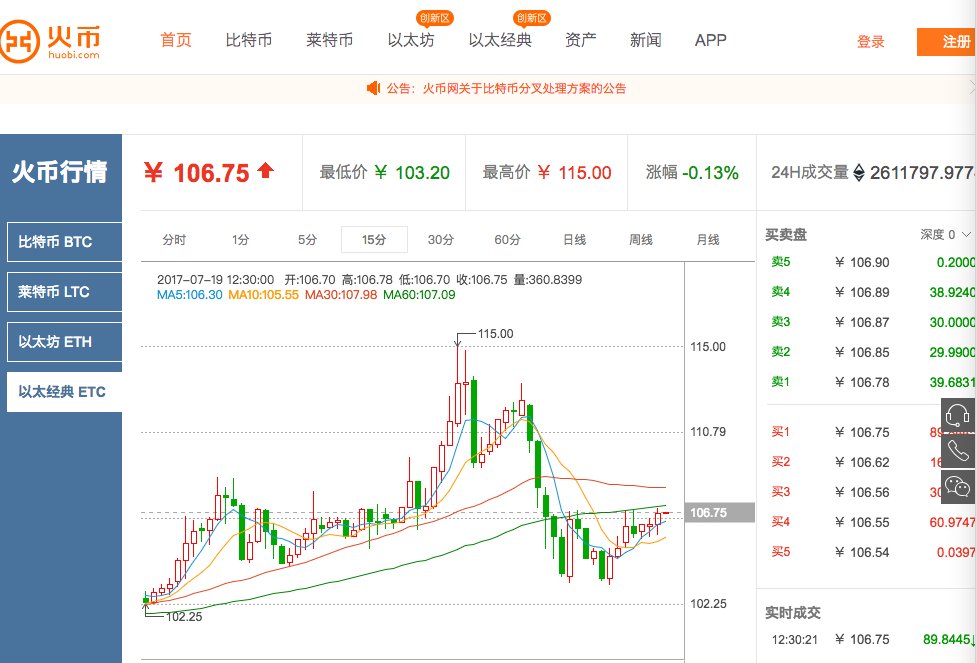 创新区 创新区
火币 首页 比特币 莱特币 以太坊 以太经典 资产 新闻 APP 登录 注册
huobi.com
公告：火币网关于比特币分叉处理方案的公告
火币行情 ¥ 106.75 最低价 ¥ 103.20 最高价 ¥ 115.00 涨幅 -0.13% 24H成交量 2611797.977
比特币 BTC
莱特币 LTC
以太坊 ETH
以太经典 ETC
分时 1分 5分 15分 30分 60分 日线 周线 月线
2017-07-19 12:30:00 开:106.70 高:106.78 低:106.70 收:106.75 量:360.8399
MA5:106.30 MA10:105.55 MA30:107.98 MA60:107.09
115.00
115.00
110.79
106.75
102.25
102.25
买卖盘 深度 0
卖5 ¥ 106.90 0.2000
卖4 ¥ 106.89 38.9240
卖3 ¥ 106.87 30.0000
卖2 ¥ 106.85 29.9900
卖1 ¥ 106.78 39.6831
买1 ¥ 106.75
买2 ¥ 106.62
买3 ¥ 106.56
买4 ¥ 106.55 60.9747
买5 ¥ 106.54 0.0397
实时成交
12:30:21 ¥ 106.75 89.8445↓